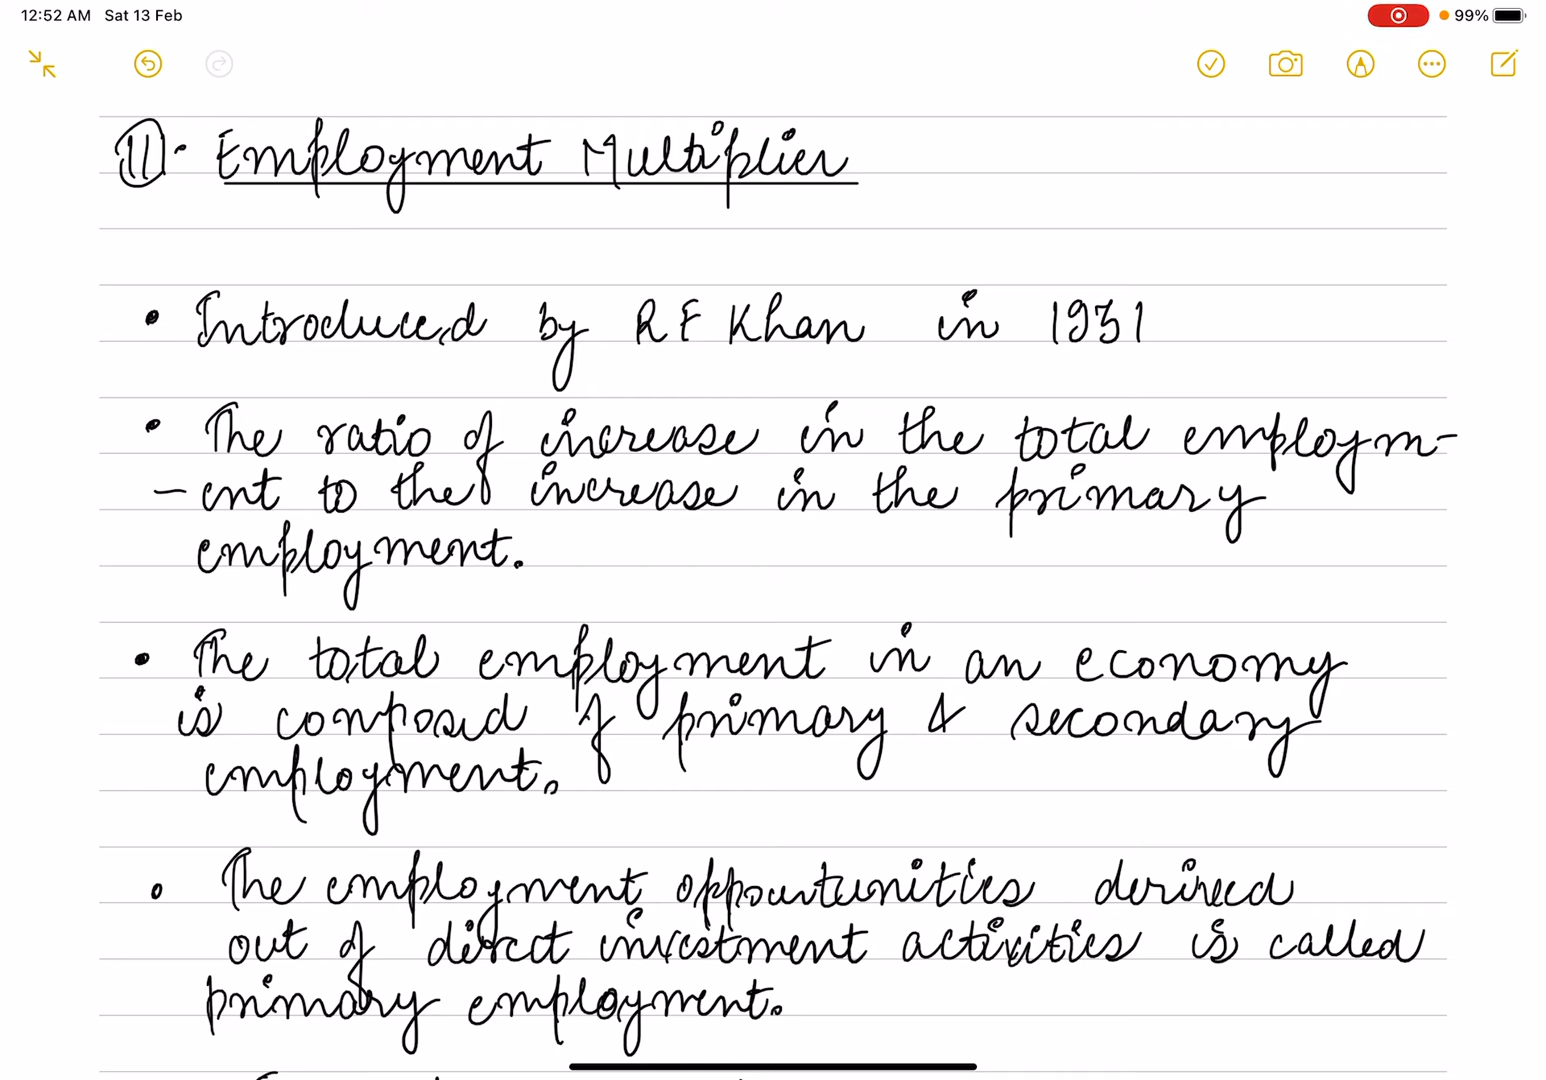 12:52 AM Sat 13 Feb 99%
11. Employment Multiplier
• Introduced by RF Khan in 1931
• The ratio of increase in the total employm-
-ent to the increase in the primary
employment.
• The total employment in an economy
is composed of primary & secondary
employment.
• The employment opportunities derived
out of direct investment activities is called
primary employment.